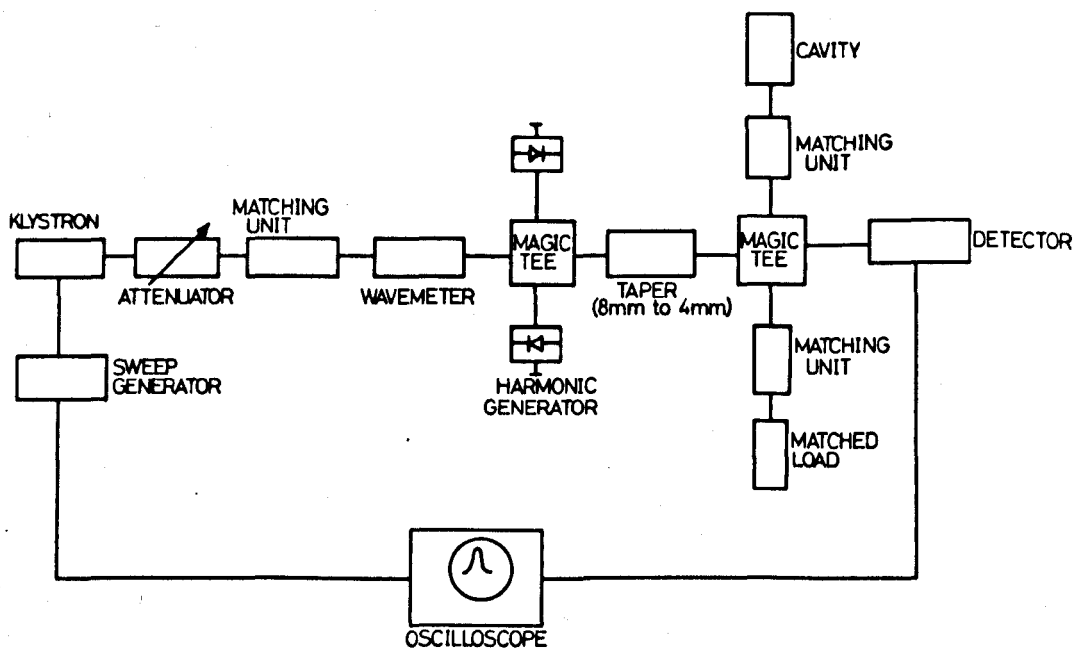 CAVITY
MATCHING
UNIT
KLYSTRON
MATCHING
UNIT
MAGIC
TEE
MAGIC
TEE
DETECTOR
ATTENUATOR
WAVEMETER
TAPER
(8mm to 4mm)
SWEEP
GENERATOR
HARMONIC
GENERATOR
MATCHING
UNIT
MATCHED
LOAD
OSCILLOSCOPE